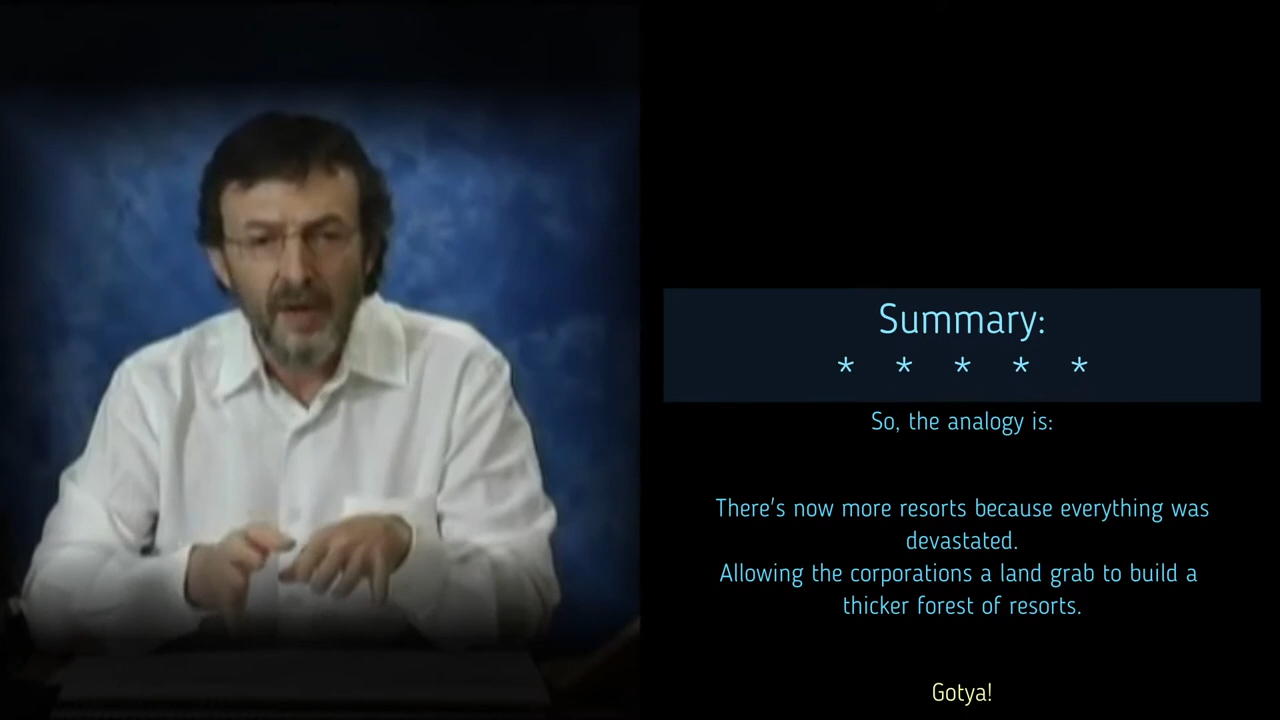 Summary:
* * * * *
So, the analogy is:
There's now more resorts because everything was
devastated.
Allowing the corporations a land grab to build a
thicker forest of resorts.
Gotya!